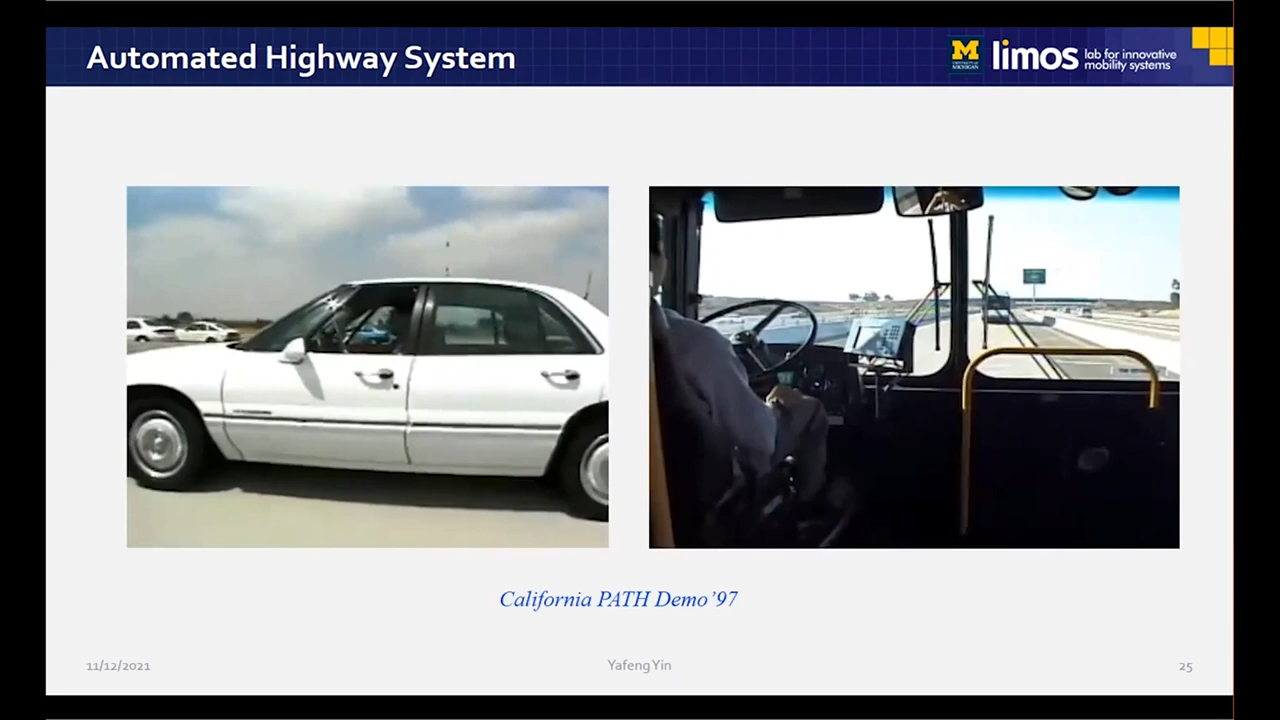 Automated Highway System
limos
lab for innovative
mobility systems
M
California PATH Demo’97
11/12/2021
Yafeng Yin
25